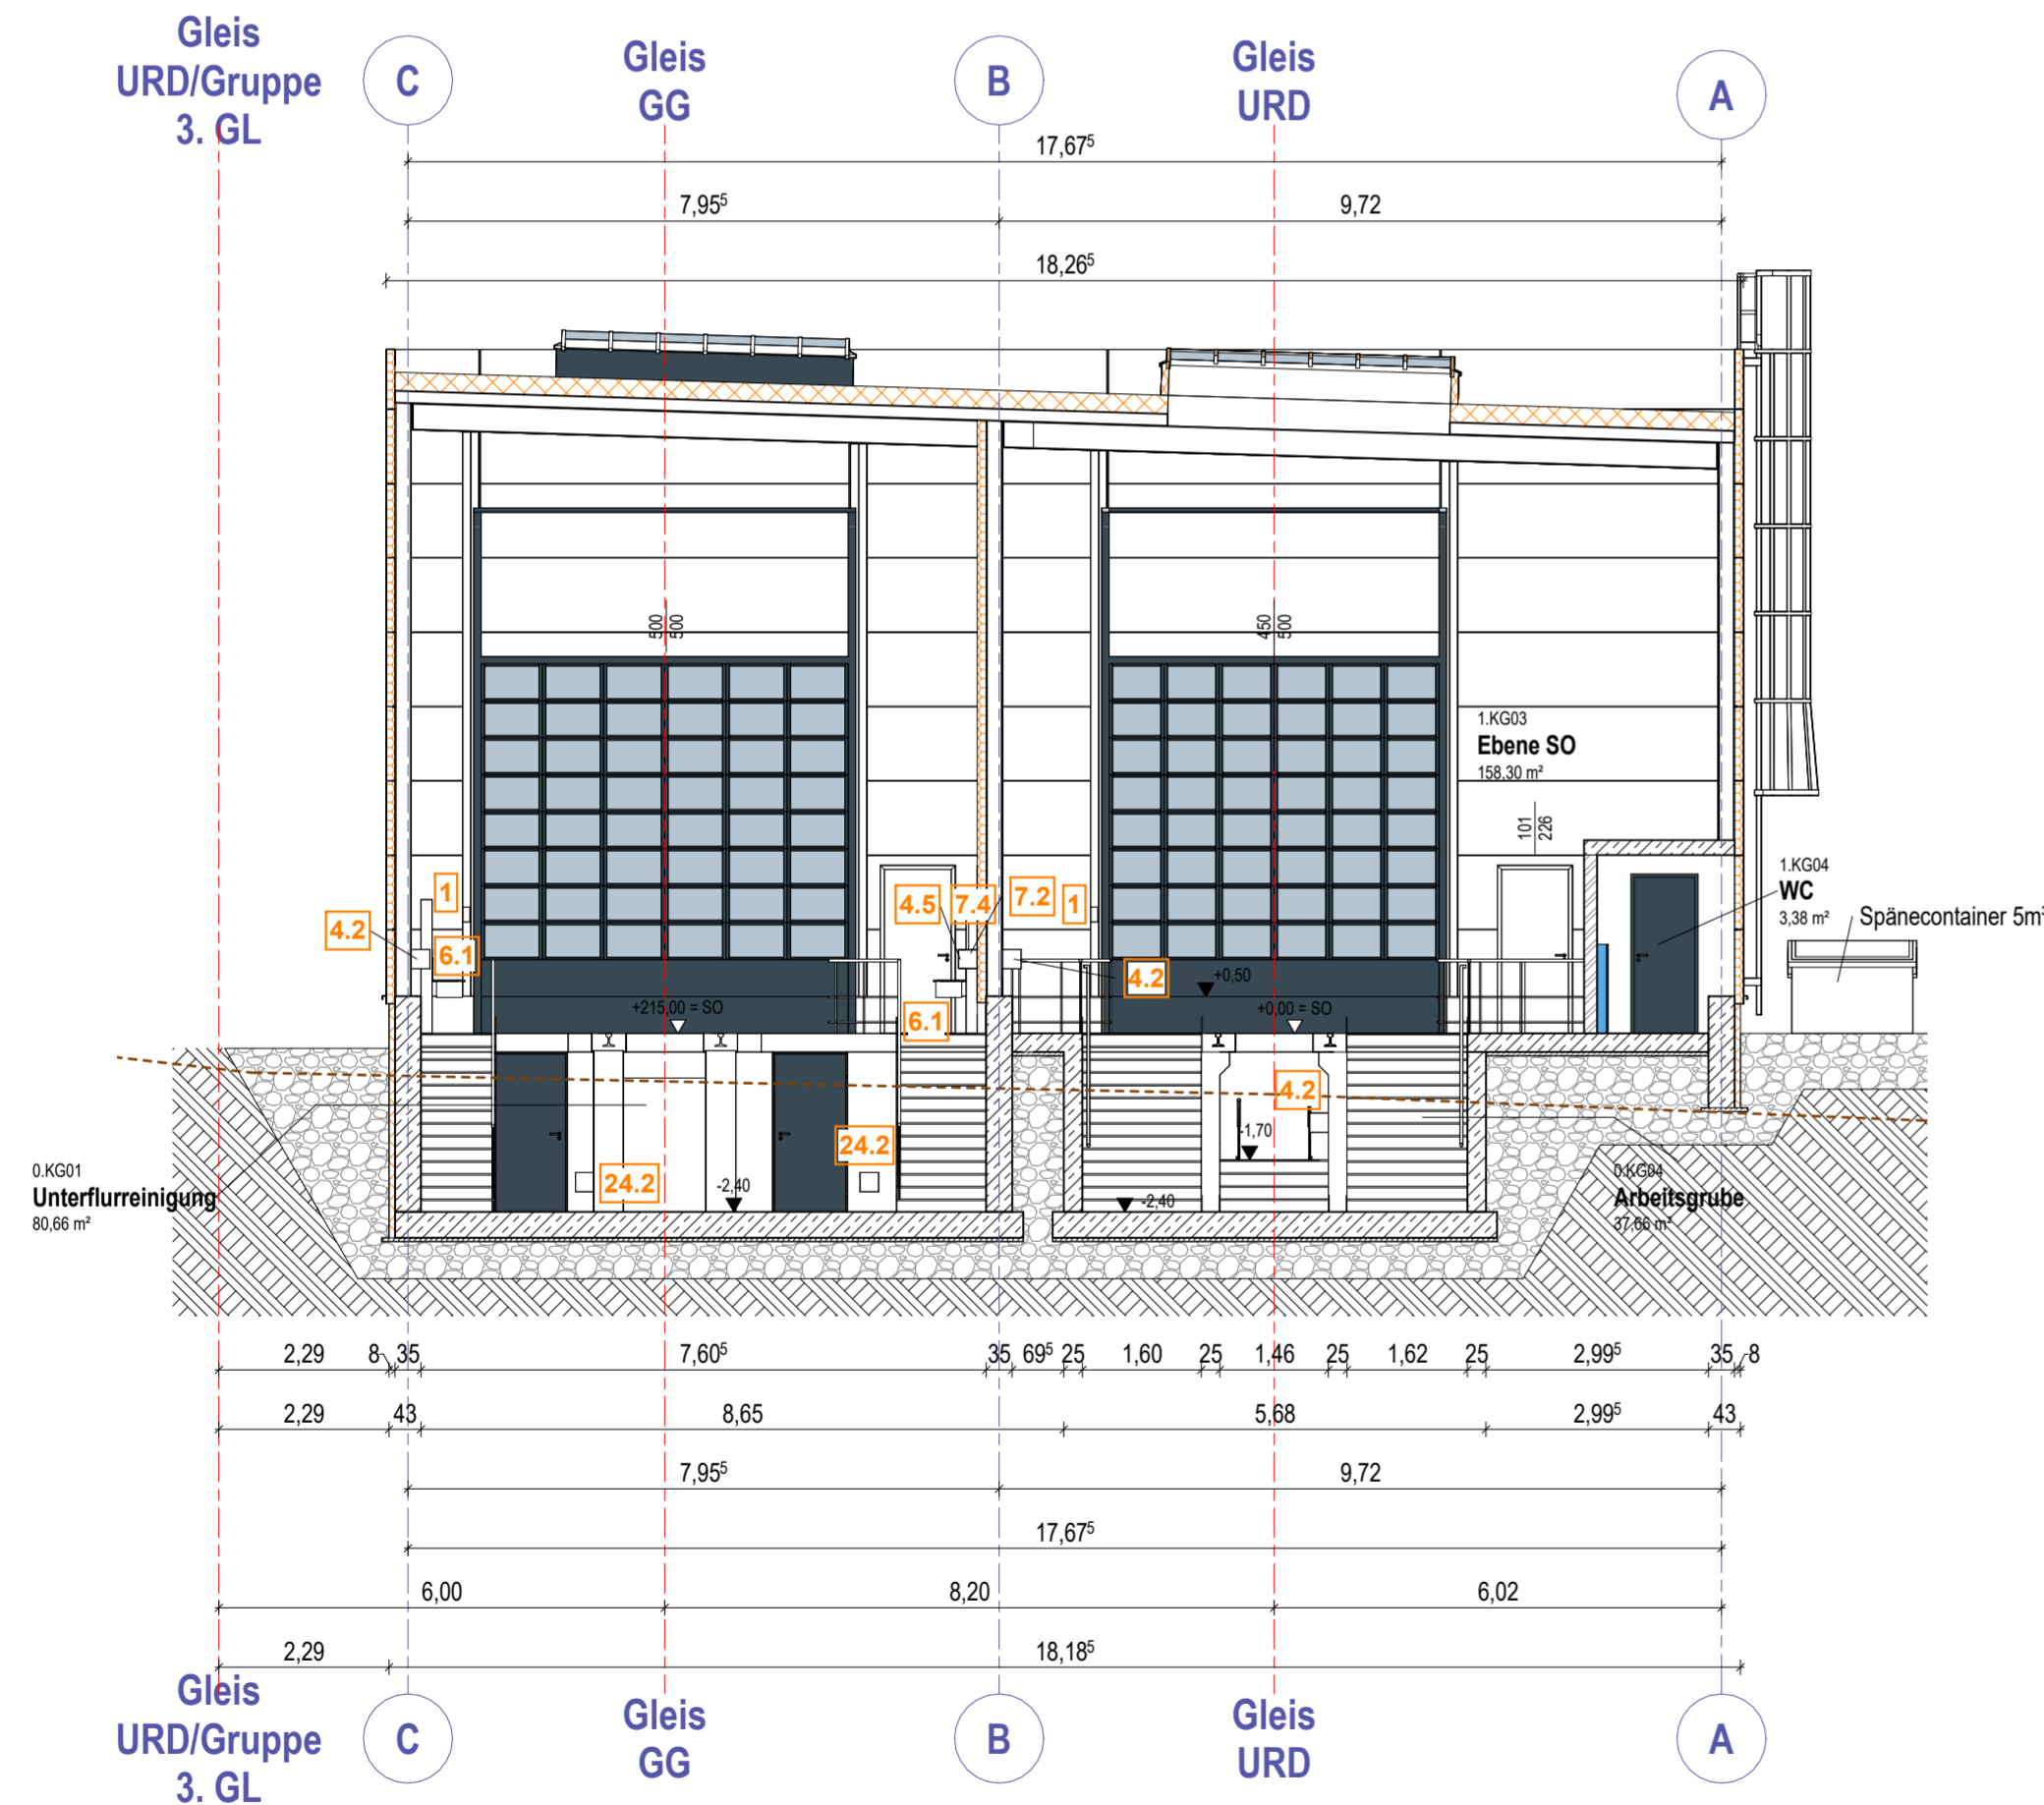 Gleis
URD/Gruppe
3. GL
C
Gleis
GG
B
Gleis
URD
A
17,67⁵
7,95⁵
9,72
18,26⁵
500
500
450
500
1.KG03
Ebene SO
158,30 m²
101
226
1.KG04
WC
3,38 m²
Spänecontainer 5m³
1
4.2
6.1
4.5
7.4
7.2
1
4.2
6.1
+0,50
+215,00 = SO
+0,00 = SO
4.2
24.2
24.2
-1,70
-2,40
-2,40
0.KG01
Unterflurreinigung
80,66 m²
0.KG04
Arbeitsgrube
37,66 m²
2,29 8 35 7,60⁵ 35 69⁵ 25 1,60 25 1,46 25 1,62 25 2,99⁵ 35 8
2,29 43 8,65 5,68 2,99⁵ 43
7,95⁵ 9,72
17,67⁵
6,00 8,20 6,02
2,29 18,18⁵
Gleis
URD/Gruppe
3. GL
C
Gleis
GG
B
Gleis
URD
A